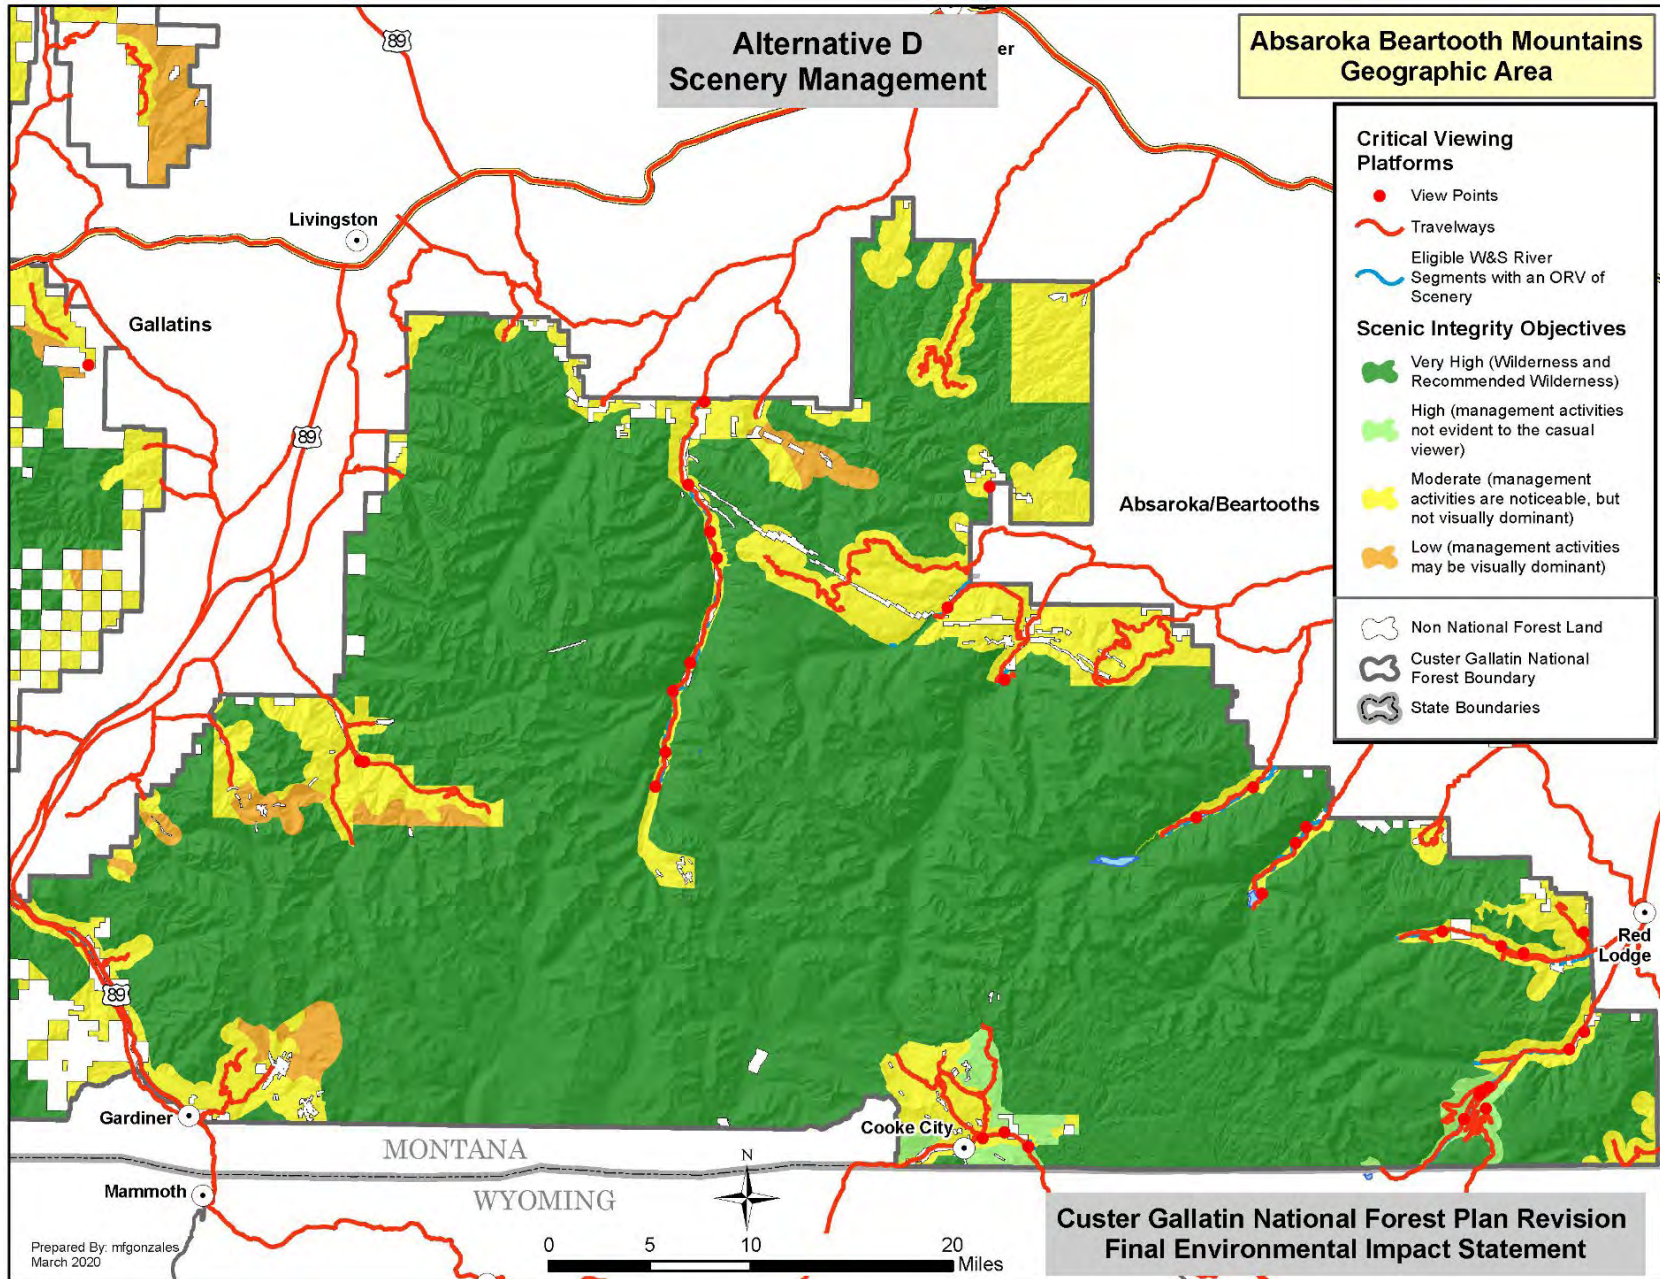 89
Alternative D
Scenery Management
er
Absaroka Beartooth Mountains
Geographic Area
Critical Viewing
Platforms
View Points
Travelways
Eligible W&S River
Segments with an ORV of
Scenery
Scenic Integrity Objectives
Very High (Wilderness and
Recommended Wilderness)
High (management activities
not evident to the casual
viewer)
Moderate (management
activities are noticeable, but
not visually dominant)
Low (management activities
may be visually dominant)
Non National Forest Land
Custer Gallatin National
Forest Boundary
State Boundaries
Livingston
Gallatins
89
Absaroka/Beartooths
Red
Lodge
89
Gardiner
Cooke City
MONTANA
N
Mammoth
WYOMING
Custer Gallatin National Forest Plan Revision
Final Environmental Impact Statement
Prepared By: mfgonzales
March 2020
0 5 10 20
Miles